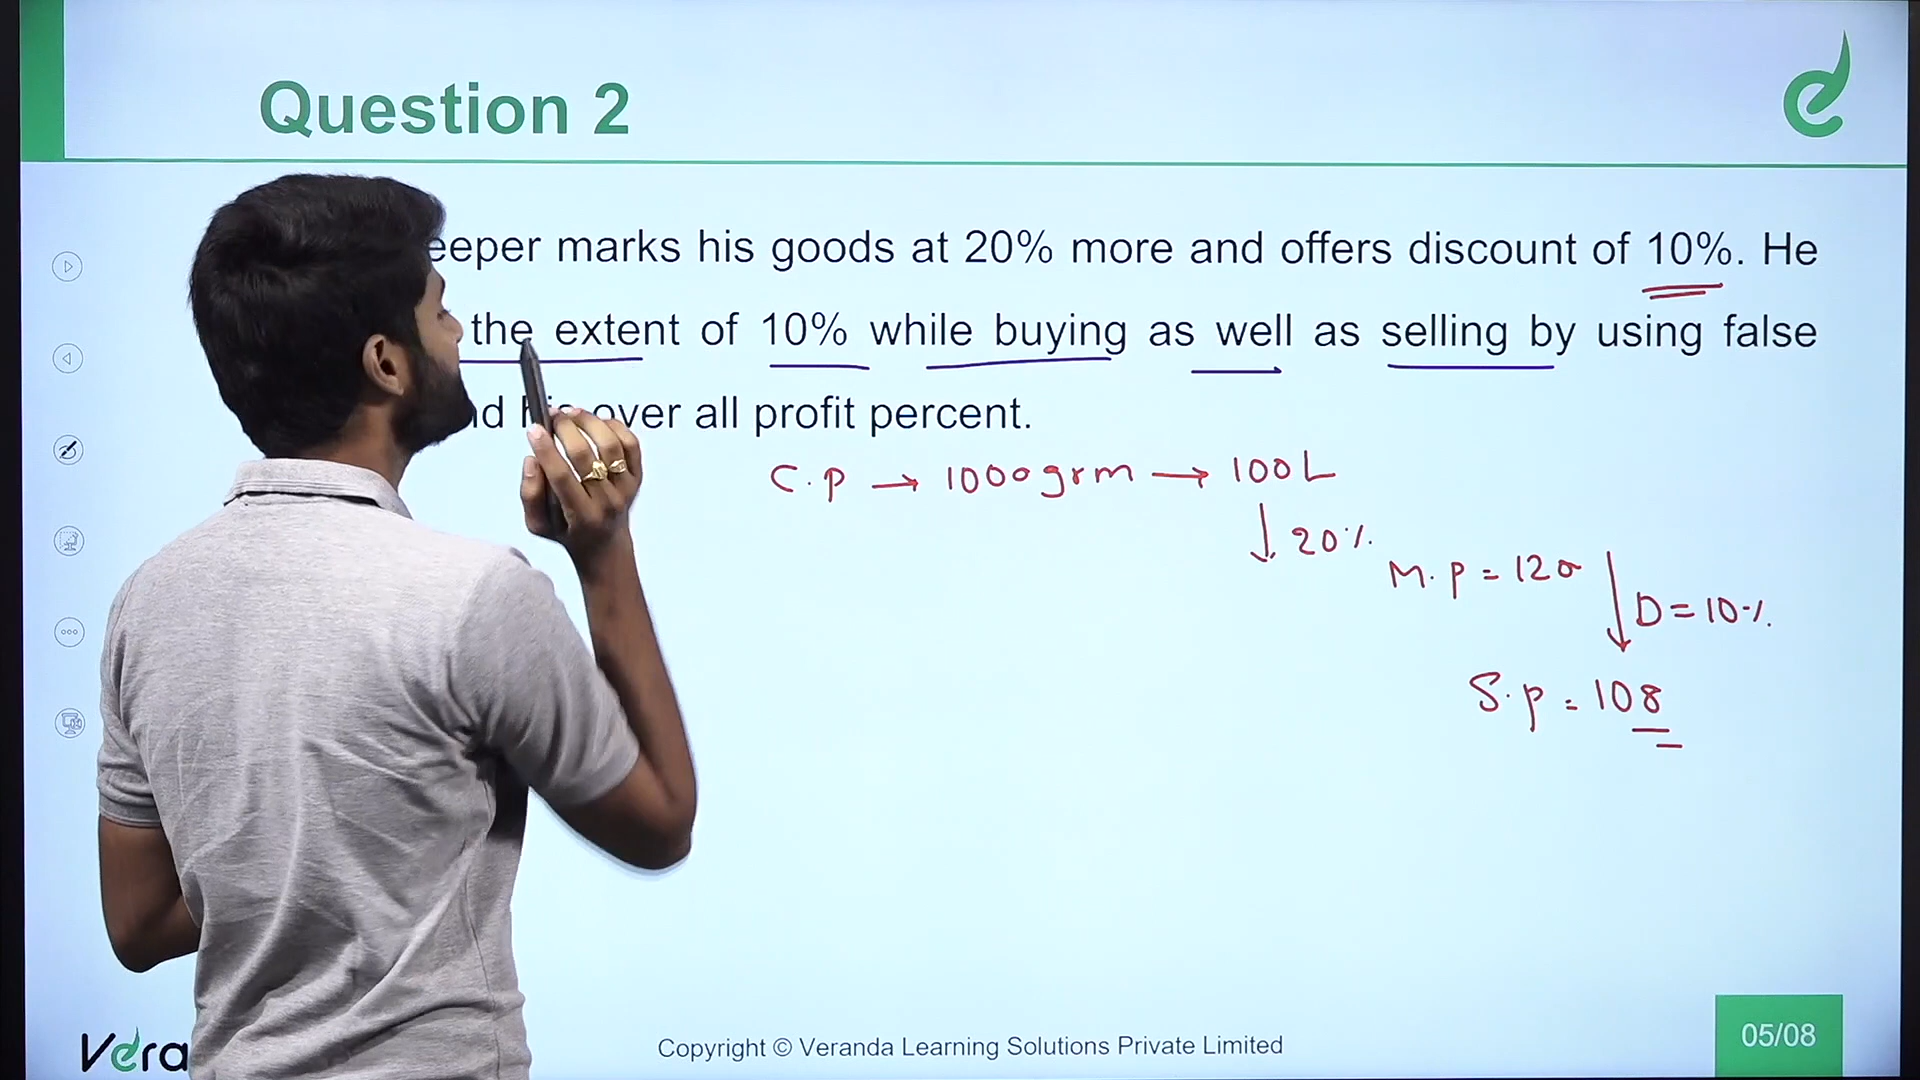 Question 2
eeper marks his goods at 20% more and offers discount of 10%. He
the extent of 10% while buying as well as selling by using false
over all profit percent.
C.p → 1000grm → 100L
↓ 20%.
M.p = 120
↓ D = 10%.
S.p = 108
Vera
Copyright © Veranda Learning Solutions Private Limited
05/08